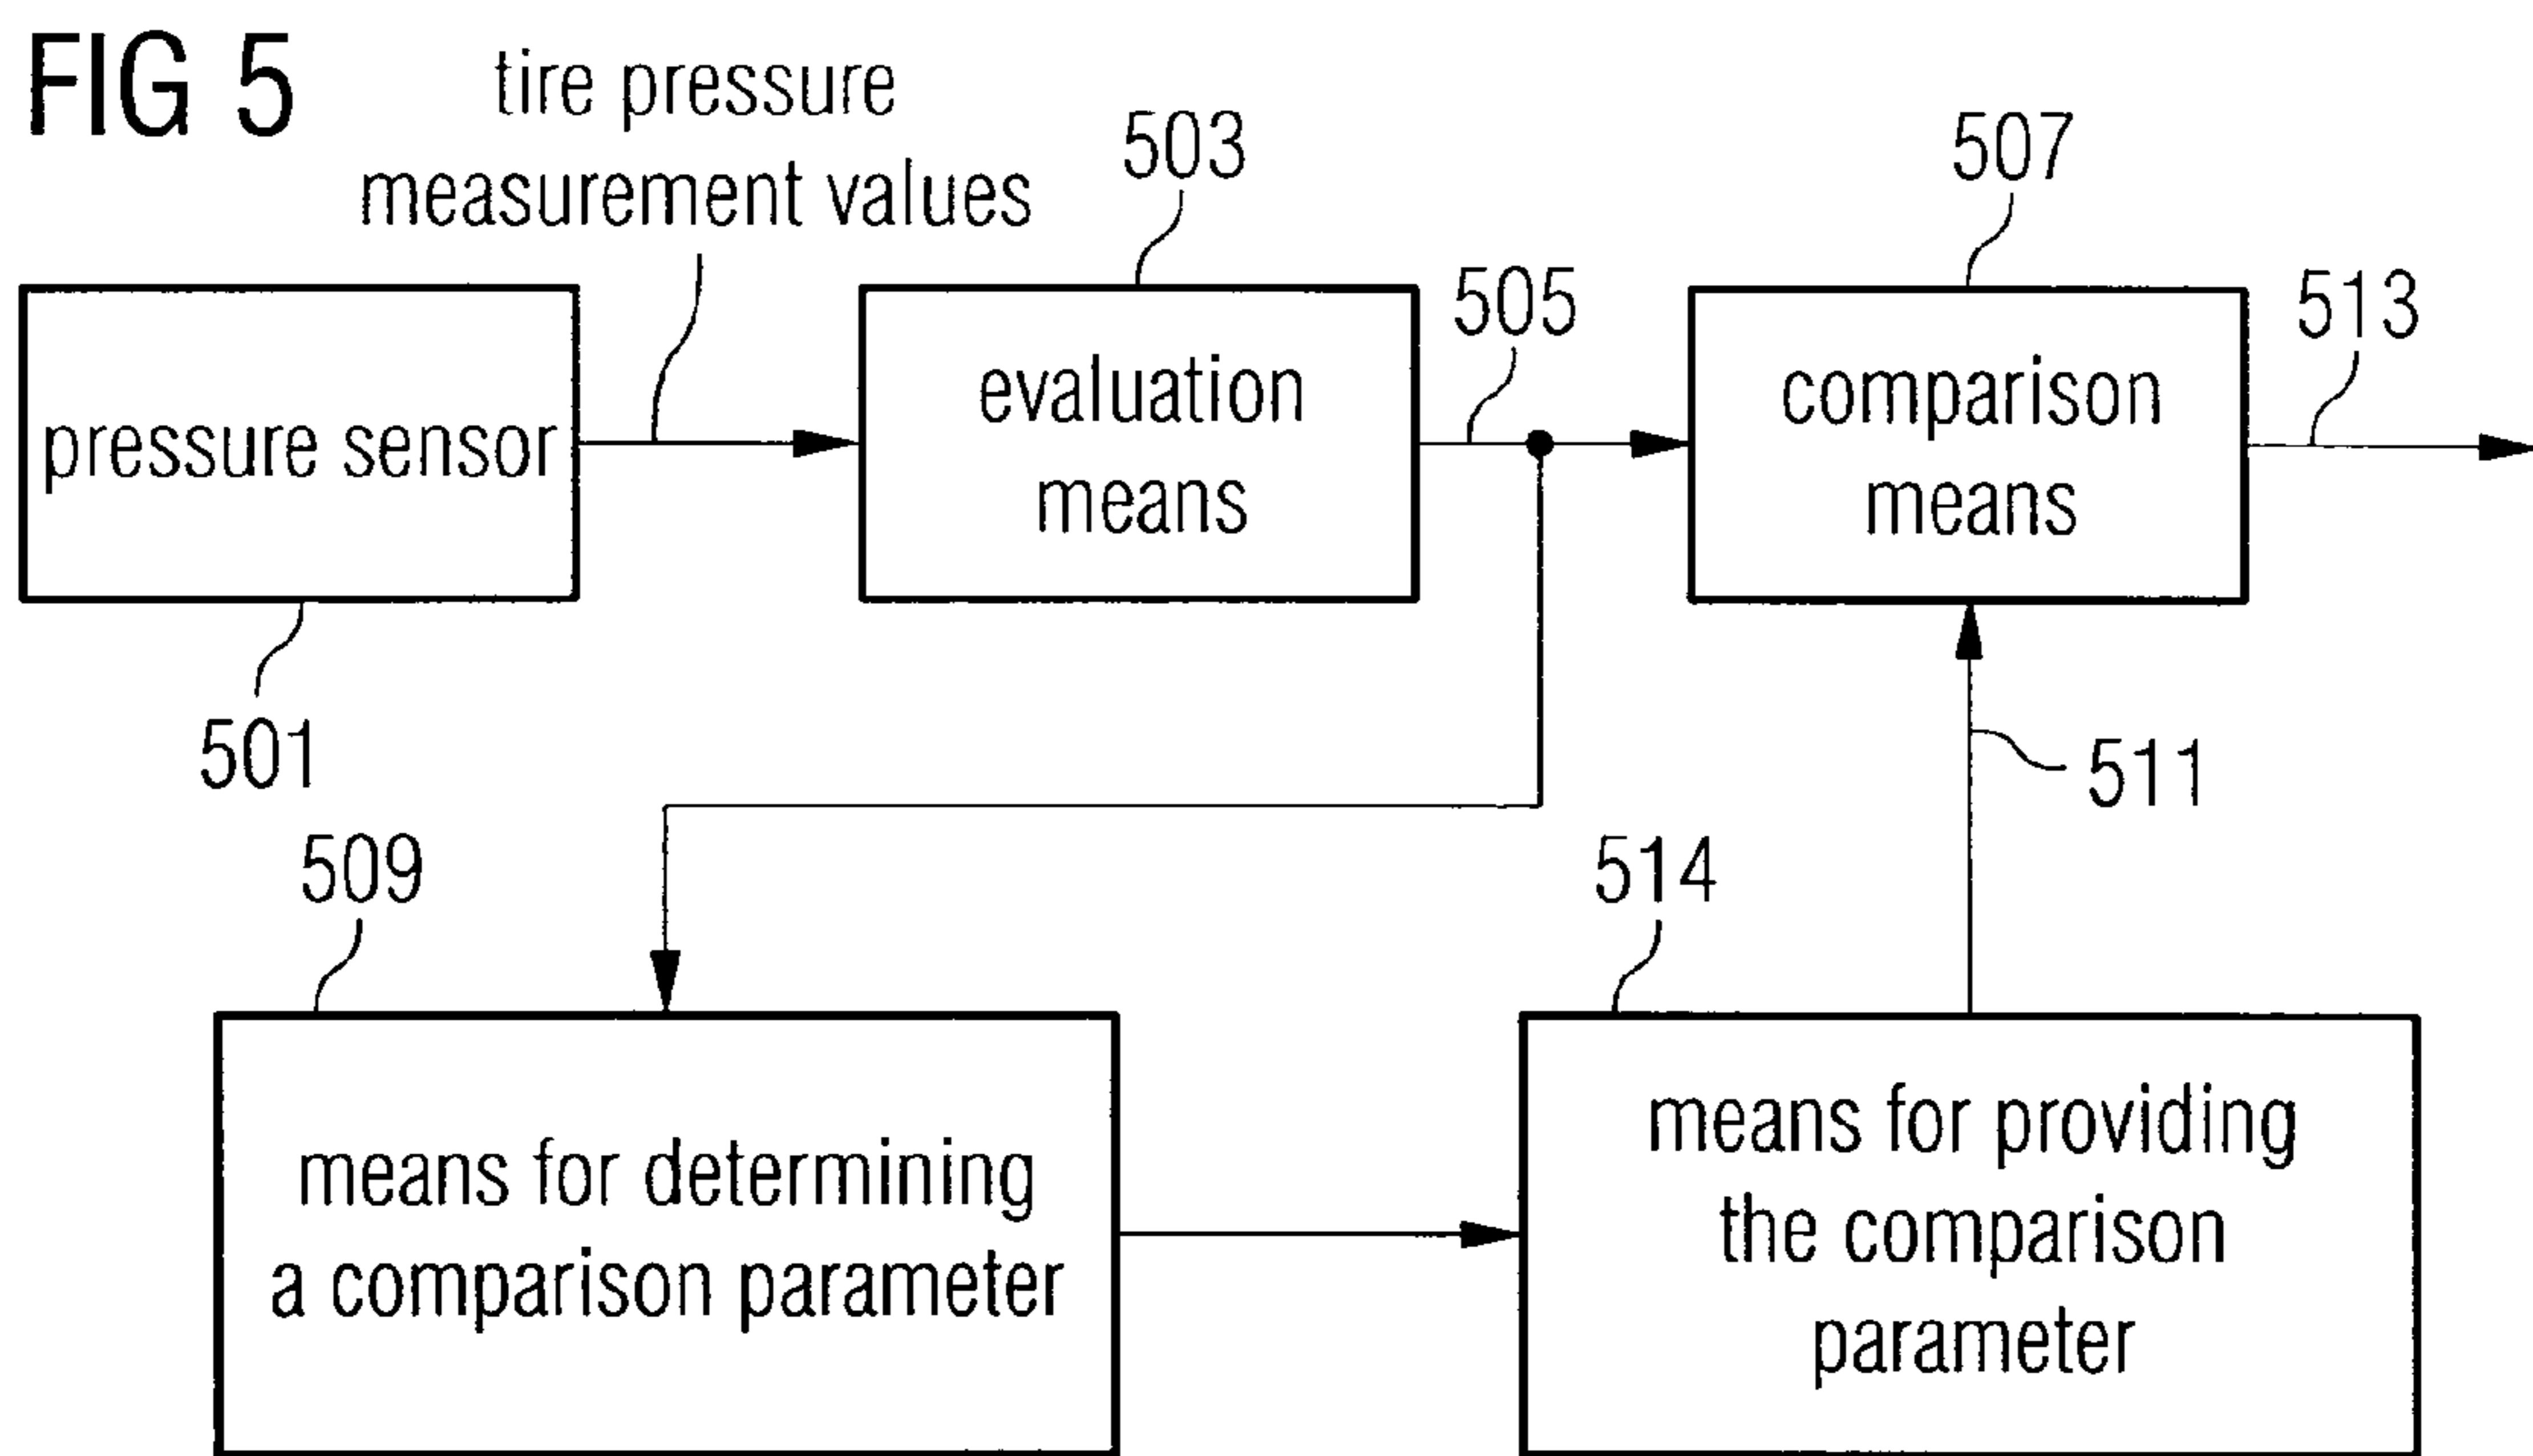 FIG 5
tire pressure
measurement values
503
507
505
513
pressure sensor
evaluation
means
comparison
means
501
511
509
514
means for determining
a comparison parameter
means for providing
the comparison
parameter